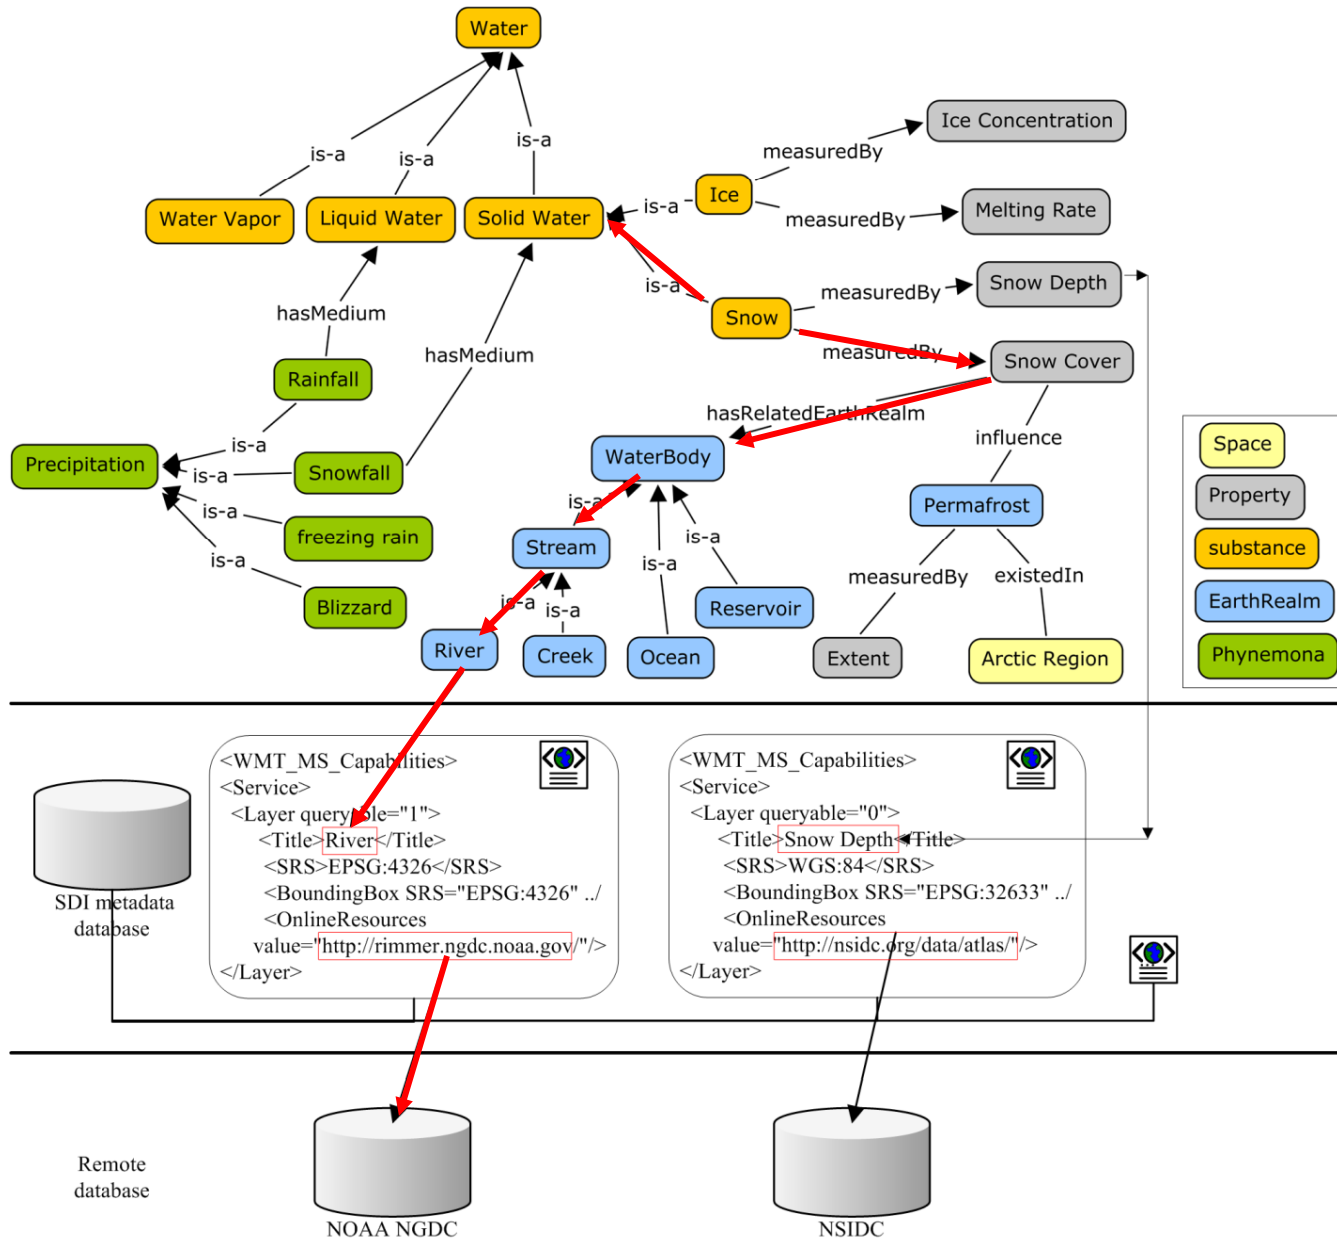 Water
Ice Concentration
is-a
is-a
is-a
measuredBy
Ice
Water Vapor
Liquid Water
Solid Water
is-a
measuredBy
Melting Rate
is-a
Snow Depth
measuredBy
hasMedium
Snow
hasMedium
measuredBy
Snow Cover
Rainfall
hasRelatedEarthRealm
influence
is-a
Precipitation
is-a
Snowfall
WaterBody
Space
Property
is-a
is-a
Permafrost
freezing rain
Stream
is-a
substance
is-a
is-a
measuredBy
existedIn
Blizzard
is-a
is-a
Reservoir
EarthRealm
River
Creek
Ocean
Extent
Arctic Region
Phynemona
<WMT_MS_Capabilities>
<Service>
<Layer queryable="1">
<Title>River</Title>
<SRS>EPSG:4326</SRS>
<BoundingBox SRS="EPSG:4326" ../
<OnlineResources
value="http://rimmer.ngdc.noaa.gov/"/>
</Layer>
<WMT_MS_Capabilities>
<Service>
<Layer queryable="0">
<Title>Snow Depth</Title>
<SRS>WGS:84</SRS>
<BoundingBox SRS="EPSG:32633" ../
<OnlineResources
value="http://nsidc.org/data/atlas/"/>
</Layer>
SDI metadata
database
Remote
database
NOAA NGDC
NSIDC